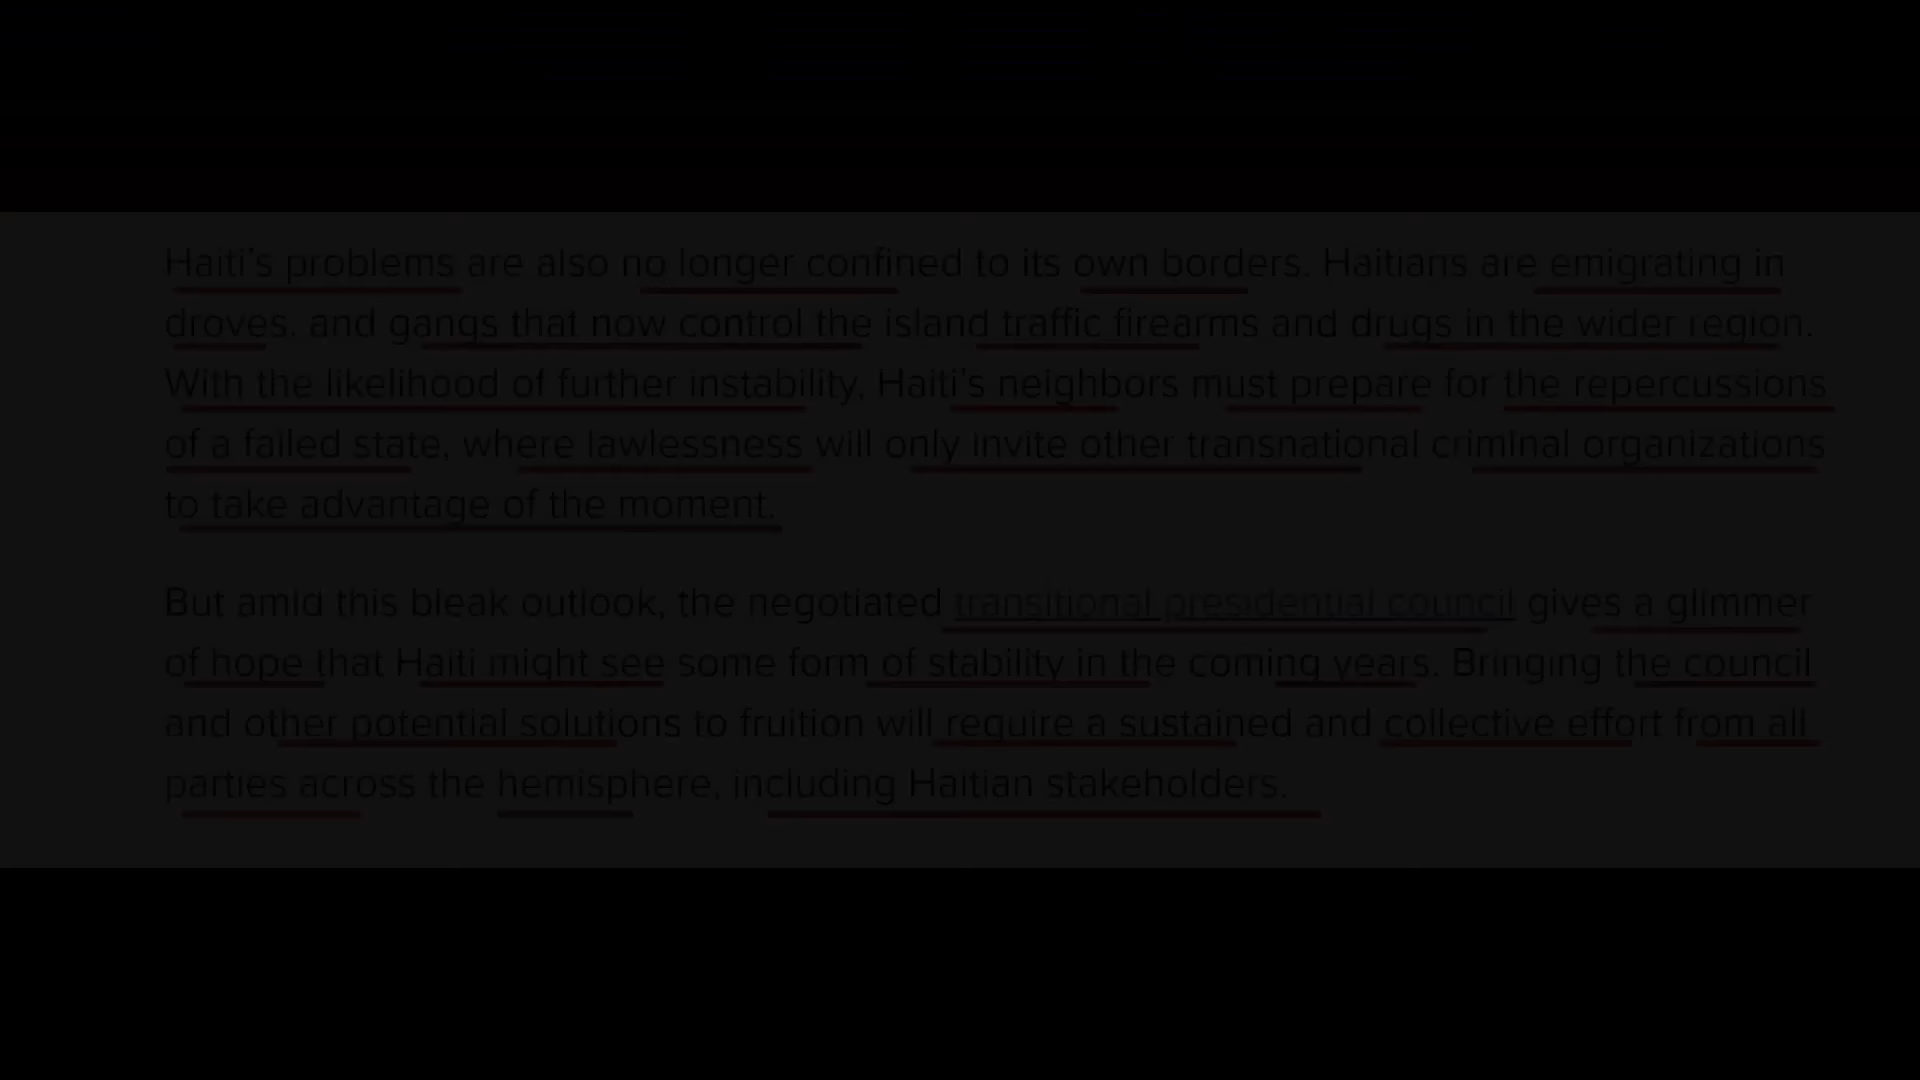 Haiti's problems are also no longer confined to its own borders. Haitians are emigrating in
droves, and gangs that now control the island traffic firearms and drugs in the wider region.
With the likelihood of further instability, Haiti's neighbors must prepare for the repercussions
of a failed state, where lawlessness will only invite other transnational criminal organizations
to take advantage of the moment.
But amid this bleak outlook, the negotiated transitional presidential council gives a glimmer
of hope that Haiti might see some form of stability in the coming years. Bringing the council
and other potential solutions to fruition will require a sustained and collective effort from all
parties across the hemisphere, including Haitian stakeholders.